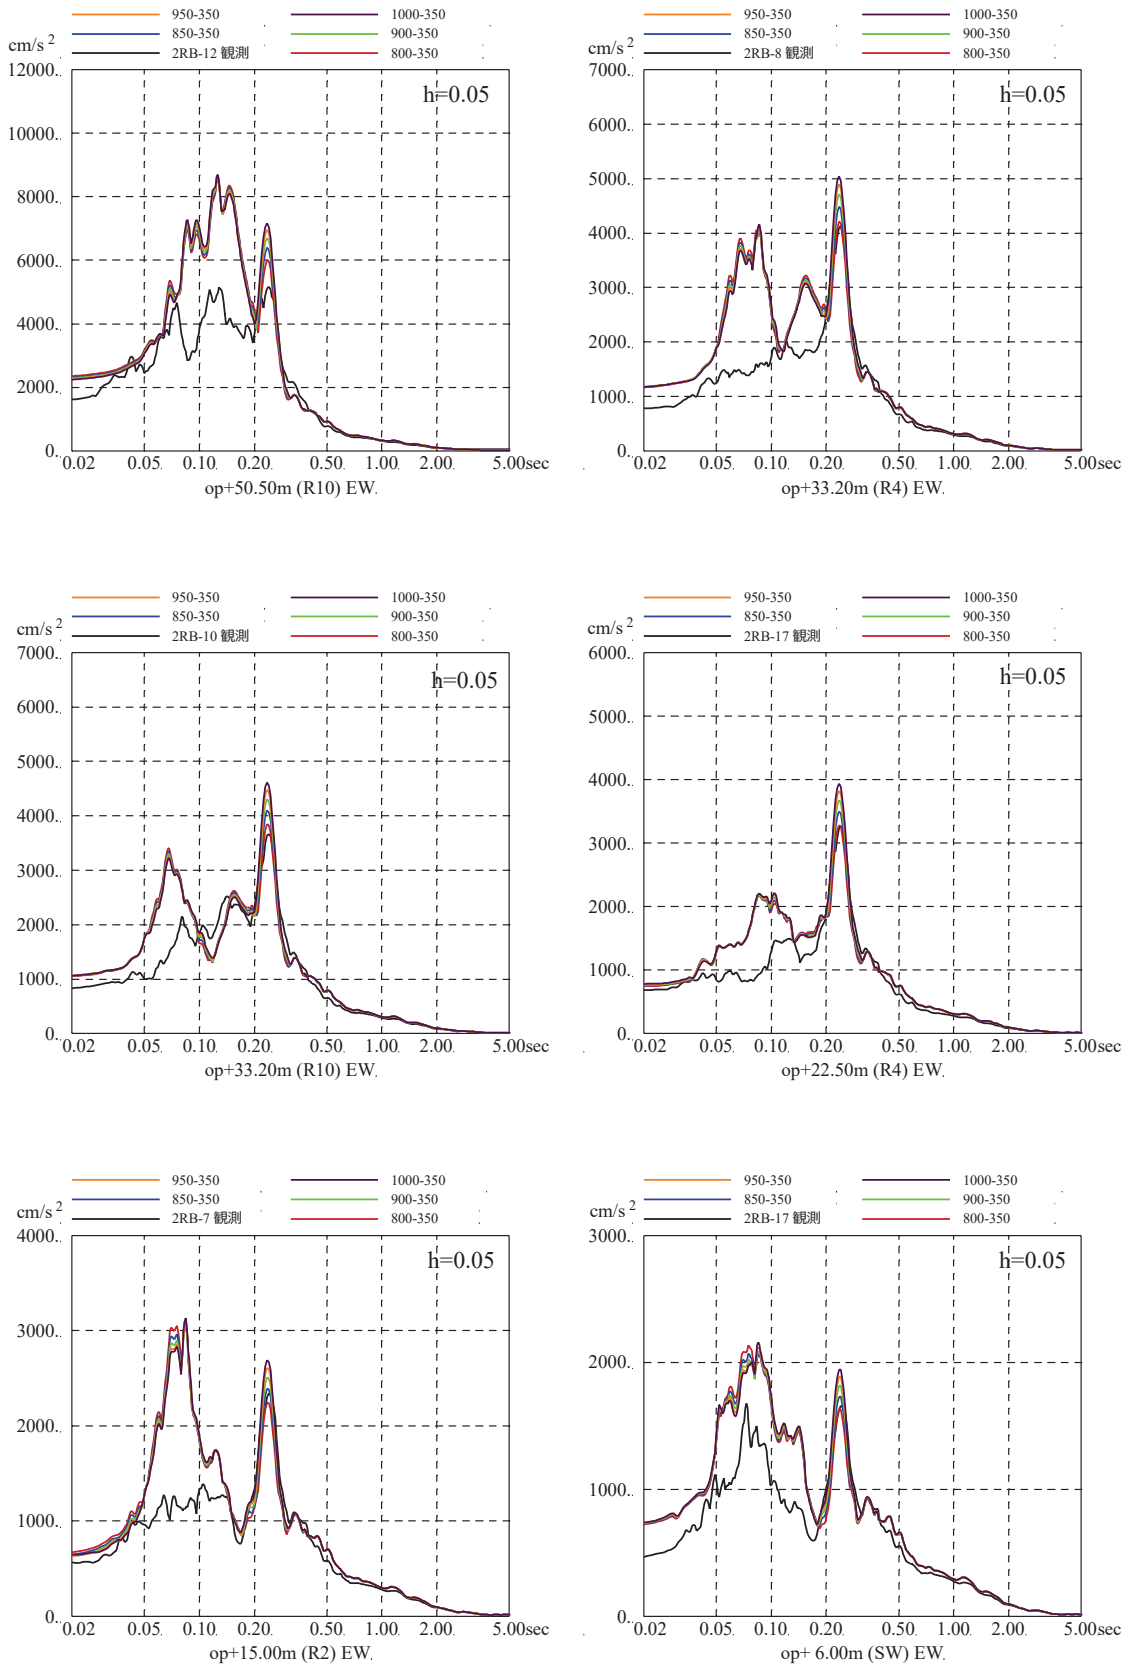 950-350 1000-350
850-350 900-350
2RB-12 観測 800-350
cm/s 2
h=0.05
12000.
10000.
8000.
6000.
4000.
2000.
0.
0.02 0.05 0.10 0.20 0.50 1.00 2.00 5.00sec
op+50.50m (R10) EW.
950-350 1000-350
850-350 900-350
2RB-8 観測 800-350
cm/s 2
h=0.05
7000.
6000.
5000.
4000.
3000.
2000.
1000.
0.
0.02 0.05 0.10 0.20 0.50 1.00 2.00 5.00sec
op+33.20m (R4) EW.
950-350 1000-350
850-350 900-350
2RB-10 観測 800-350
cm/s 2
h=0.05
7000.
6000.
5000.
4000.
3000.
2000.
1000.
0.
0.02 0.05 0.10 0.20 0.50 1.00 2.00 5.00sec
op+33.20m (R10) EW.
950-350 1000-350
850-350 900-350
2RB-17 観測 800-350
cm/s 2
h=0.05
6000.
5000.
4000.
3000.
2000.
1000.
0.
0.02 0.05 0.10 0.20 0.50 1.00 2.00 5.00sec
op+22.50m (R4) EW.
950-350 1000-350
850-350 900-350
2RB-7 観測 800-350
cm/s 2
h=0.05
4000.
3000.
2000.
1000.
0.
0.02 0.05 0.10 0.20 0.50 1.00 2.00 5.00sec
op+15.00m (R2) EW.
950-350 1000-350
850-350 900-350
2RB-17 観測 800-350
cm/s 2
h=0.05
3000.
2000.
1000.
0.
0.02 0.05 0.10 0.20 0.50 1.00 2.00 5.00sec
op+ 6.00m (SW) EW.